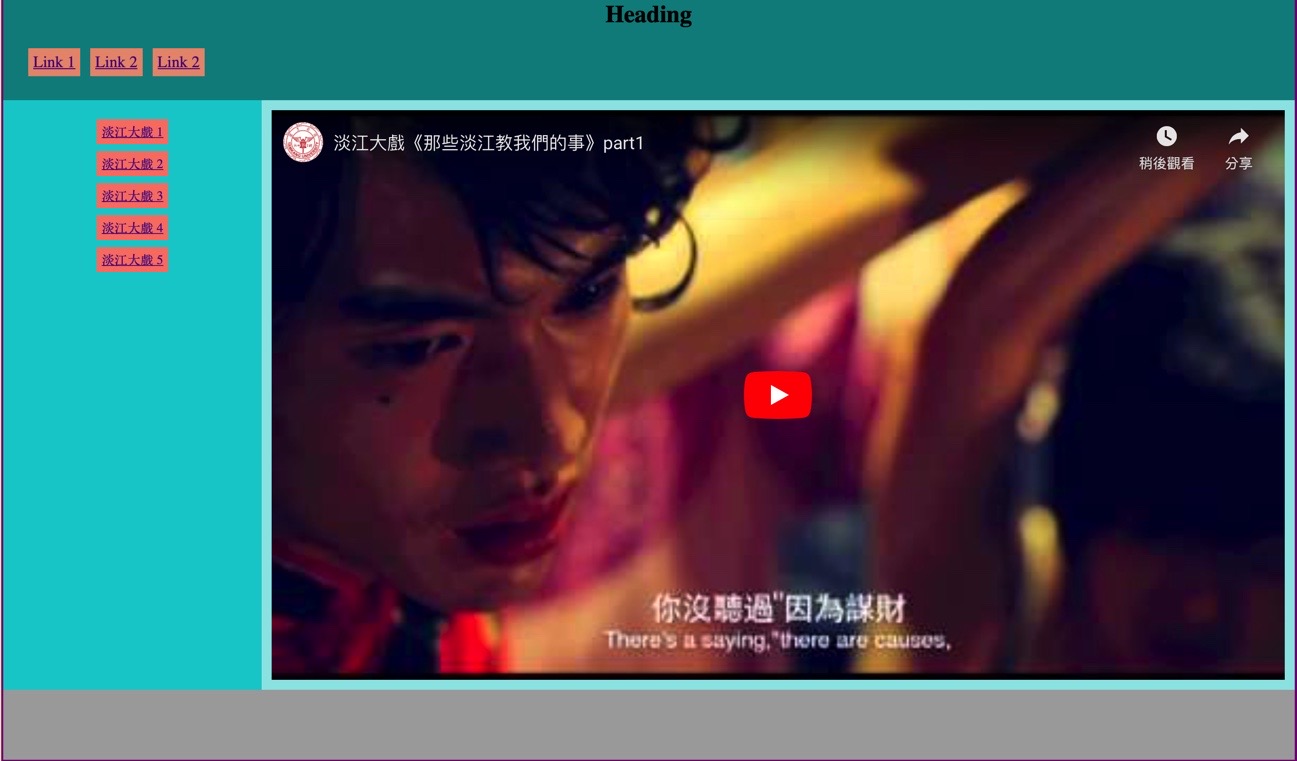 Heading
Link 1 Link 2 Link 2
淡江大戲 1
淡江大戲 2
淡江大戲 3
淡江大戲 4
淡江大戲 5
淡江大戲《那些淡江教我們的事》part1
稍後觀看 分享
你沒聽過"因為謀財
There's a saying,"there are causes,